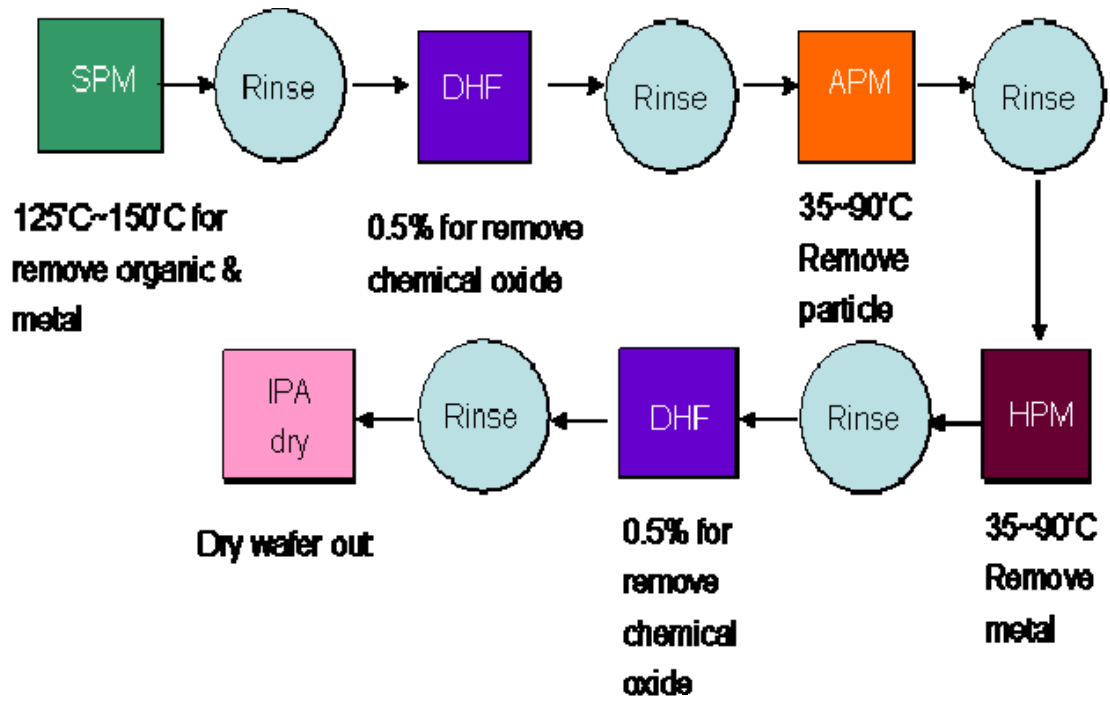 SPM
Rinse
DHF
Rinse
APM
Rinse
125°C~150°C for
remove organic &
metal
0.5% for remove
chemical oxide
35~90°C
Remove
particle
IPA
dry
Rinse
DHF
Rinse
HPM
Dry wafer out
0.5% for
remove
chemical
oxide
35~90°C
Remove
metal